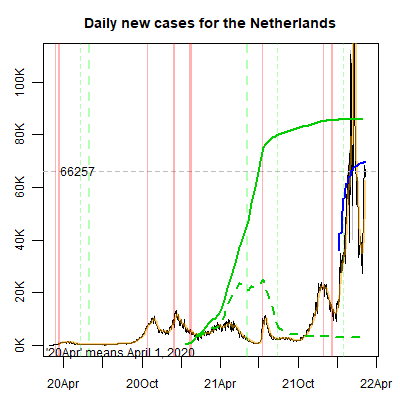 Daily new cases for the Netherlands
100K
80K
60K
40K
20K
0K
66257
'20Apr' means April 1, 2020
20Apr
20Oct
21Apr
21Oct
22Apr